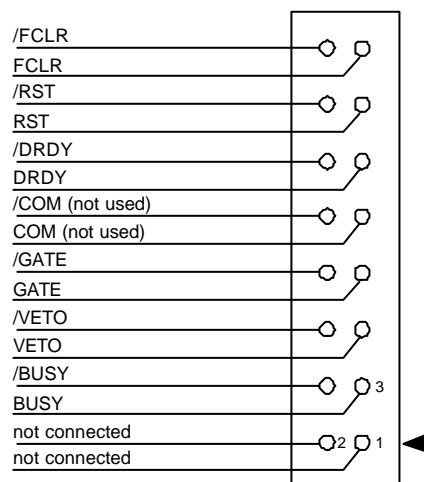 /FCLR
FCLR
/RST
RST
/DRDY
DRDY
/COM (not used)
COM (not used)
/GATE
GATE
/VETO
VETO
/BUSY
3
BUSY
not connected
2 1
not connected